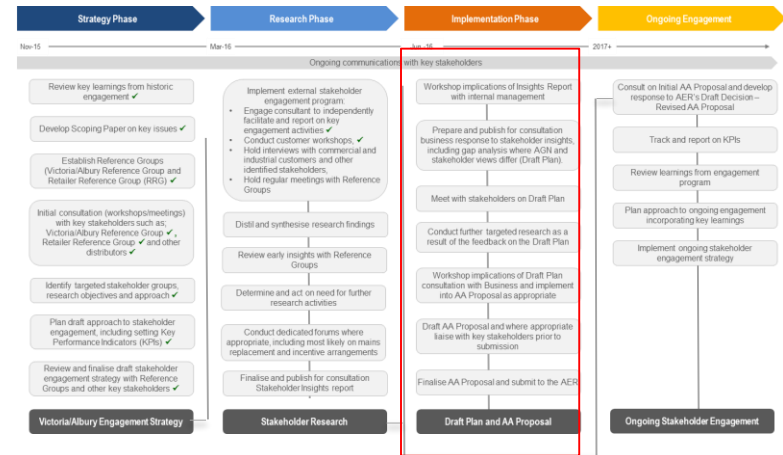 Strategy Phase
Research Phase
Implementation Phase
Ongoing Engagement
Nov-15
Mar-16
Jun-16
2017+
Ongoing communications with key stakeholders
Review key learnings from historic
engagement ✓
Develop Scoping Paper on key issues ✓
Establish Reference Groups
(Victoria/Albury Reference Group and
Retailer Reference Group (RRG) ✓
Initial consultation (workshops/meetings)
with key stakeholders such as;
Victoria/Albury Reference Group ✓,
Retailer Reference Group ✓ and other
distributors ✓
Identify targeted stakeholder groups,
research objectives and approach ✓
Plan draft approach to stakeholder
engagement, including setting Key
Performance Indicators (KPIs) ✓
Review and finalise draft stakeholder
engagement strategy with Reference
Groups and other key stakeholders ✓
Victoria/Albury Engagement Strategy
Implement external stakeholder
engagement program:
• Engage consultant to independently
facilitate and report on key
engagement activities ✓
• Conduct customer workshops, ✓
• Hold interviews with commercial and
industrial customers and other
identified stakeholders,
• Hold regular meetings with Reference
Groups
Distil and synthesise research findings
Review early insights with Reference
Groups
Determine and act on need for further
research activities
Conduct dedicated forums where
appropriate, including most likely on mains
replacement and incentive arrangements
Finalise and publish for consultation
Stakeholder Insights report
Stakeholder Research
Workshop implications of Insights Report
with internal management
Prepare and publish for consultation
business response to stakeholder insights,
including gap analysis where AGN and
stakeholder views differ (Draft Plan).
Meet with stakeholders on Draft Plan
Conduct further targeted research as a
result of the feedback on the Draft Plan
Workshop implications of Draft Plan
consultation with Business and implement
into AA Proposal as appropriate
Draft AA Proposal and where appropriate
liaise with key stakeholders prior to
submission
Finalise AA Proposal and submit to the AER
Draft Plan and AA Proposal
Consult on Initial AA Proposal and develop
response to AER's Draft Decision –
Revised AA Proposal
Track and report on KPIs
Review learnings from engagement
program
Plan approach to ongoing engagement
incorporating key learnings
Implement ongoing stakeholder
engagement strategy
Ongoing Stakeholder Engagement